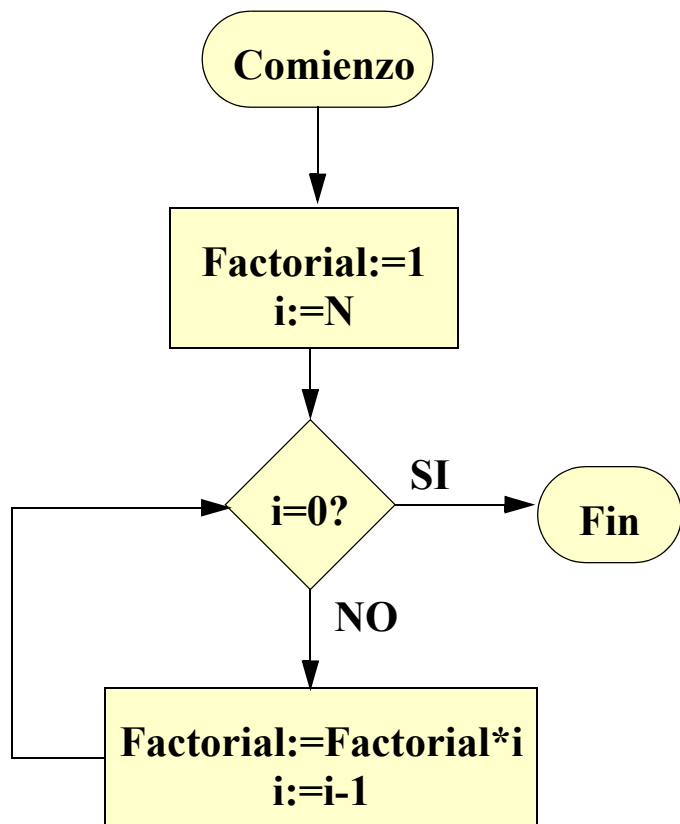 Comienzo
Factorial:=1
i:=N
i=0?
SI
Fin
NO
Factorial:=Factorial*i
i:=i-1